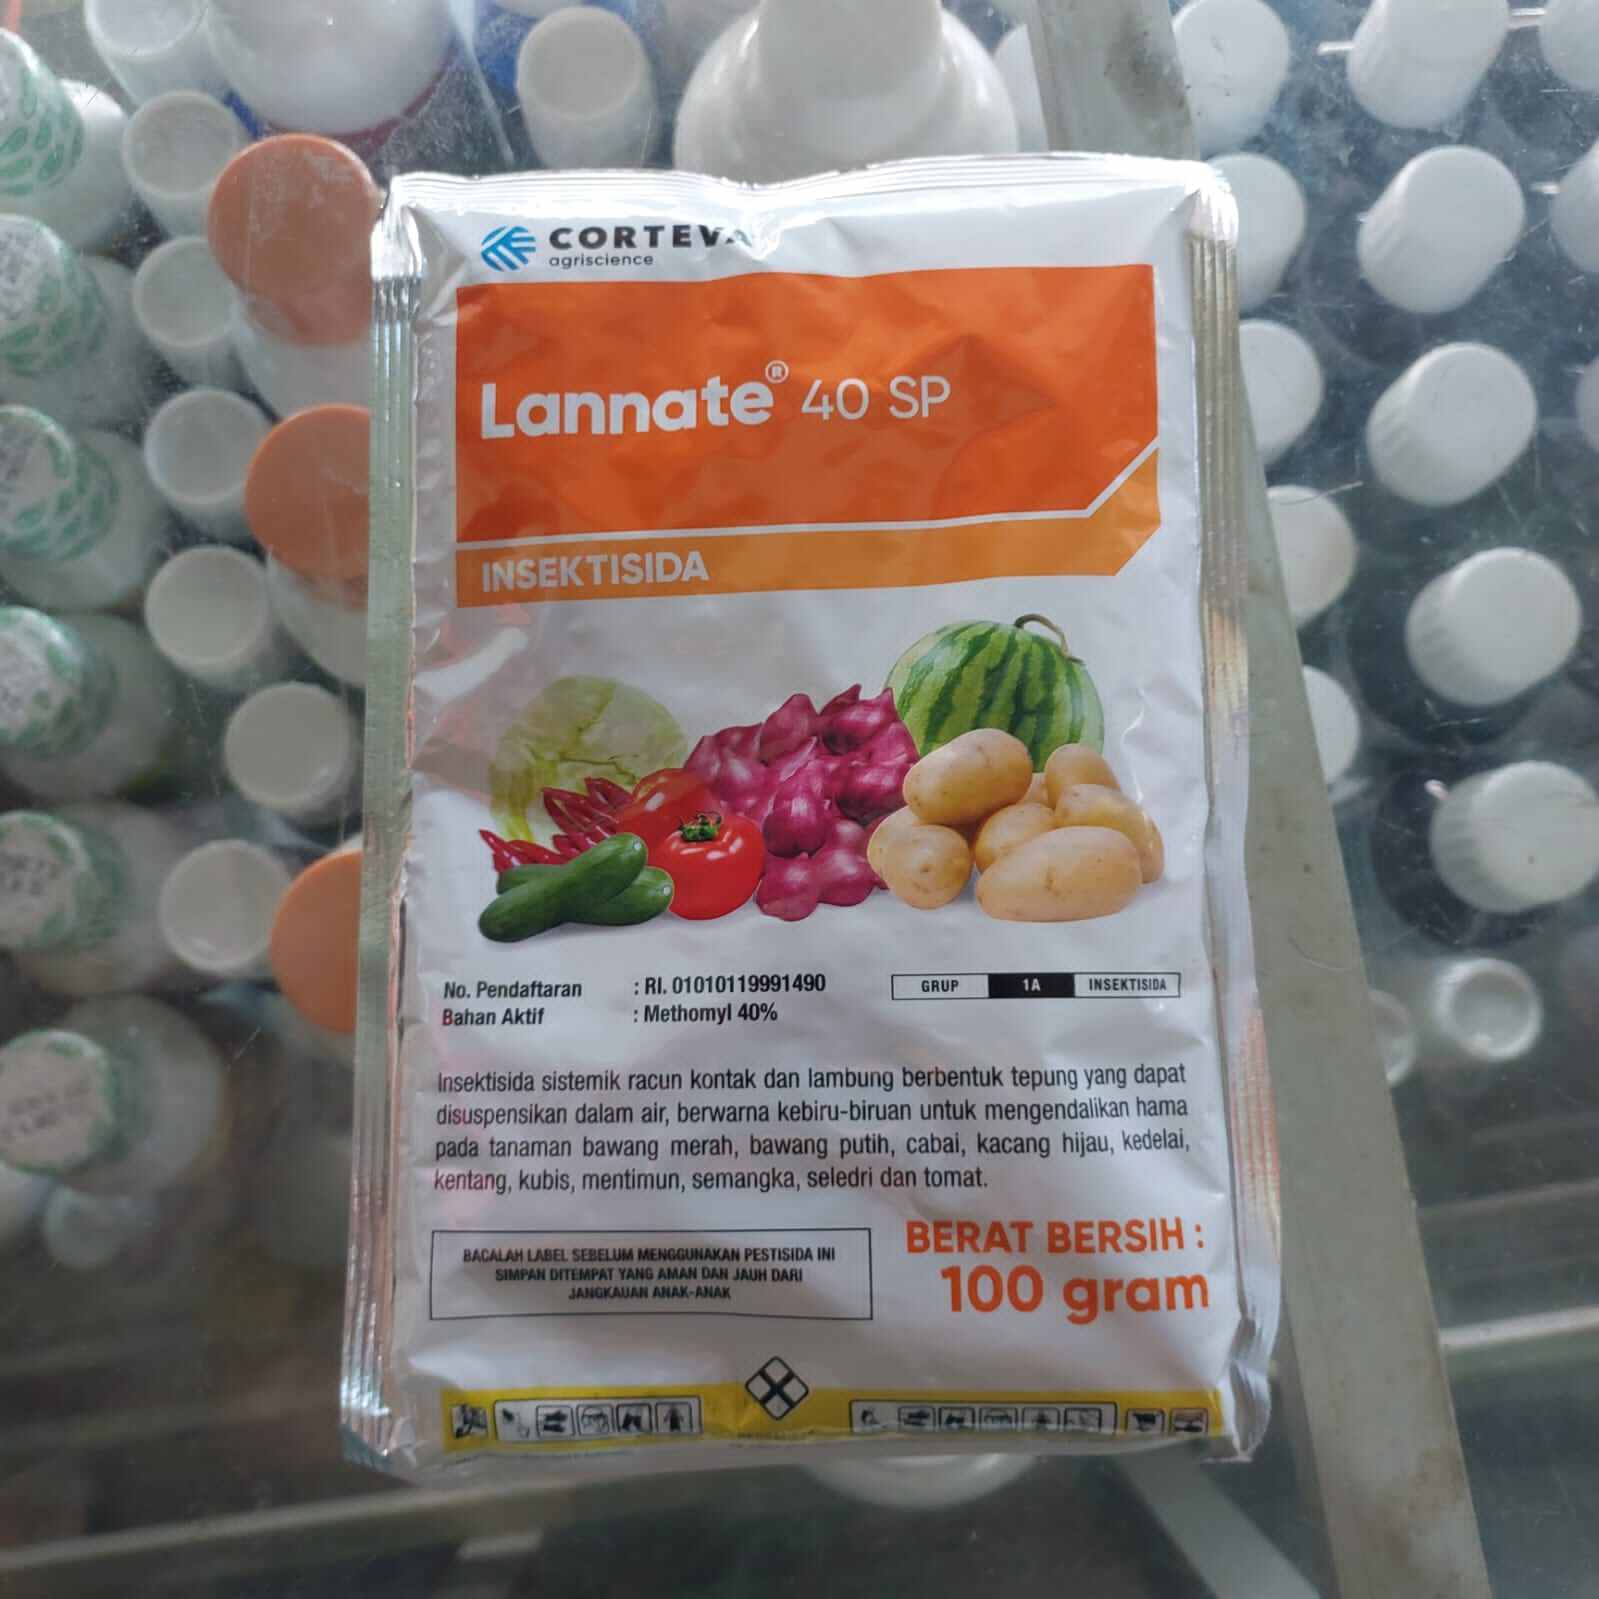 CORTEVA
agriscience
Lannate® 40 SP
INSEKTISIDA
No. Pendaftaran : RI. 01010119991490
Bahan Aktif : Methomyl 40%
GRUP 1A INSEKTISIDA
Insektisida sistemik racun kontak dan lambung berbentuk tepung yang dapat
disuspensikan dalam air, berwarna kebiru-biruan untuk mengendalikan hama
pada tanaman bawang merah, bawang putih, cabai, kacang hijau, kedelai,
kentang, kubis, mentimun, semangka, seledri dan tomat.
BACALAH LABEL SEBELUM MENGGUNAKAN PESTISIDA INI
SIMPAN DITEMPAT YANG AMAN DAN JAUH DARI
JANGKAUAN ANAK-ANAK
BERAT BERSIH :
100 gram